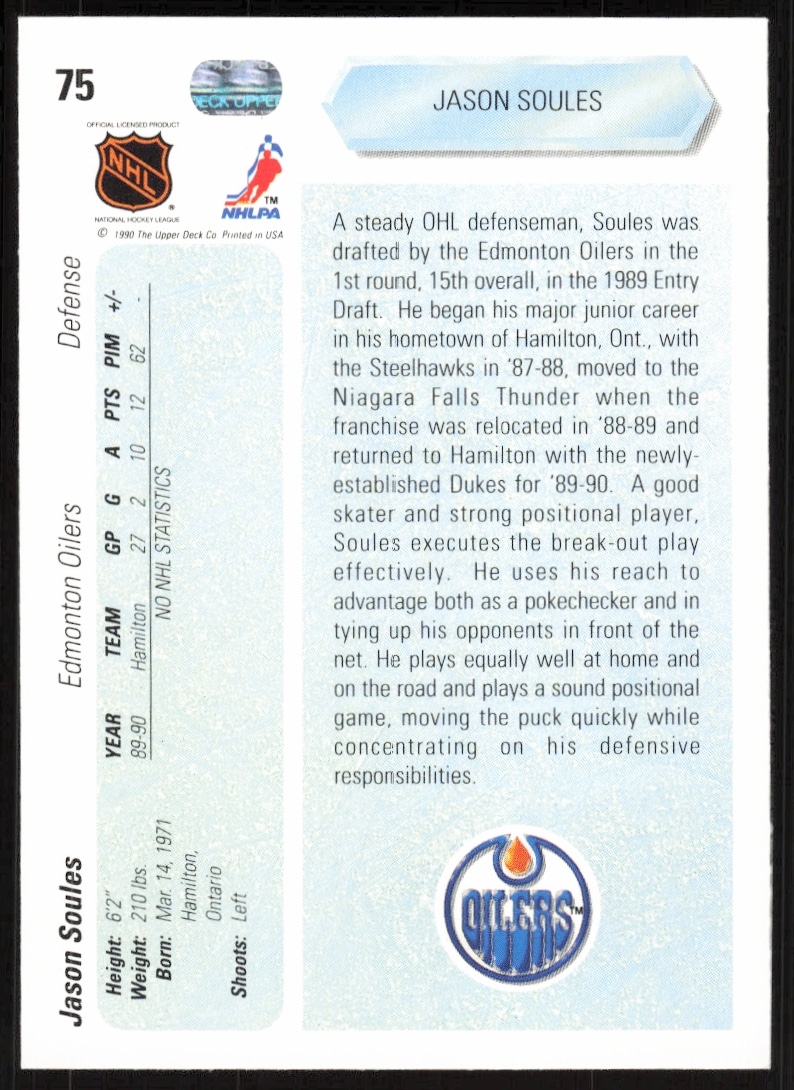 75
DECK UPPE
JASON SOULES
OFFICIAL LICENSED PRODUCT
NHL
®
NATIONAL HOCKEY LEAGUE
TM
NHLPA
© 1990 The Upper Deck Co. Printed in USA
A steady OHL defenseman, Soules was
drafted by the Edmonton Oilers in the
1st round, 15th overall, in the 1989 Entry
Draft. He began his major junior career
in his hometown of Hamilton, Ont., with
the Steelhawks in '87-88, moved to the
Niagara Falls Thunder when the
franchise was relocated in '88-89 and
returned to Hamilton with the newly-
established Dukes for '89-90. A good
skater and strong positional player,
Soules executes the break-out play
effectively. He uses his reach to
advantage both as a pokechecker and in
tying up his opponents in front of the
net. He plays equally well at home and
on the road and plays a sound positional
game, moving the puck quickly while
concentrating on his defensive
responsibilities.
OILERS TM
Jason Soules Edmonton Oilers Defense
Height: 6'2"
Weight: 210 lbs.
Born: Mar. 14, 1971
Hamilton,
Ontario
Shoots: Left
YEAR TEAM GP G A PTS PIM +/-
89-90 Hamilton 27 2 10 12 62 -
NO NHL STATISTICS